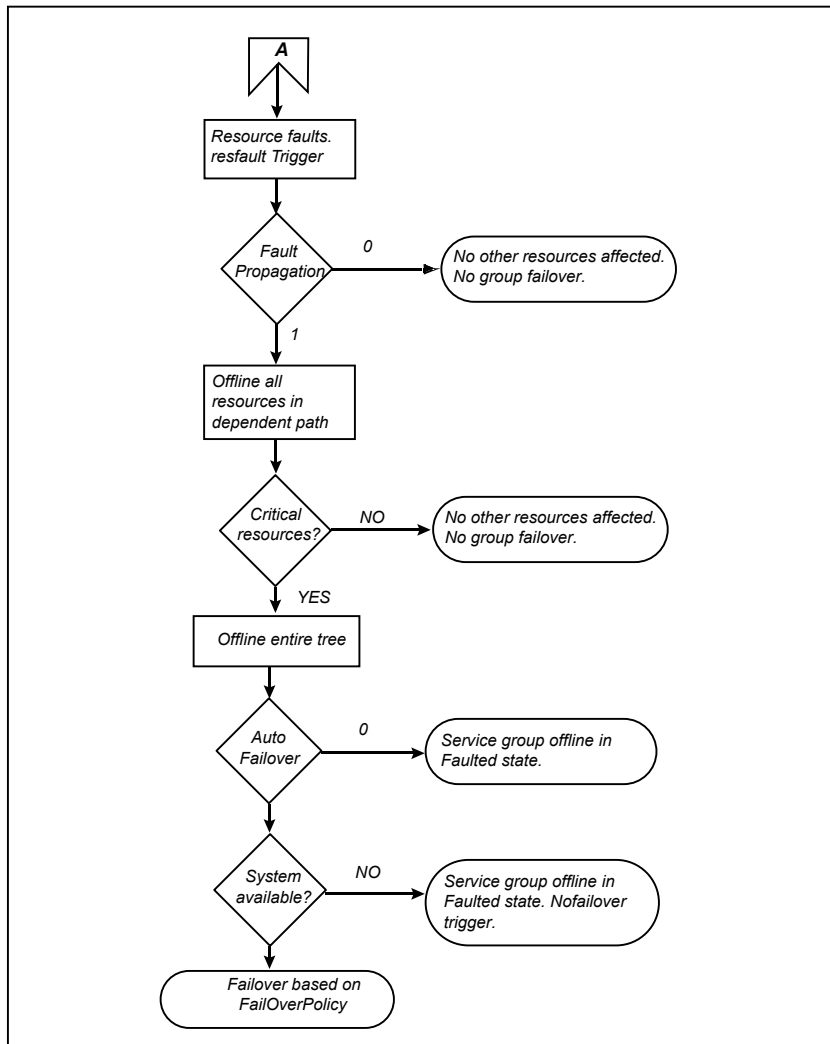 A
Resource faults.
resfault Trigger
Fault
Propagation
0
No other resources affected.
No group failover.
1
Offline all
resources in
dependent path
Critical
resources?
NO
No other resources affected.
No group failover.
YES
Offline entire tree
Auto
Failover
0
Service group offline in
Faulted state.
System
available?
NO
Service group offline in
Faulted state. Nofailover
trigger.
Failover based on
FailOverPolicy